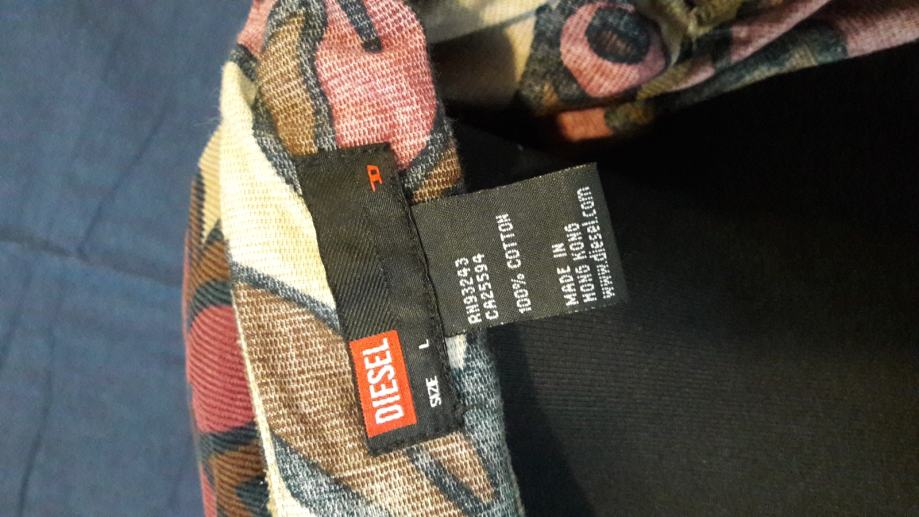 DIESEL
SIZE L
D
RN93243
CA25594
100% COTTON
MADE IN
HONG KONG
www.diesel.com